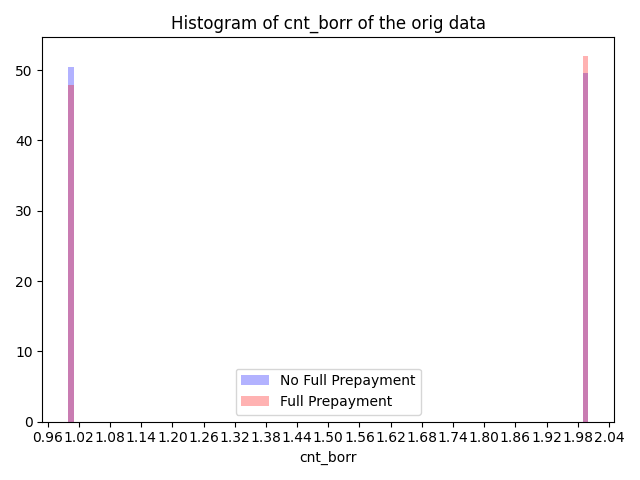 Histogram of cnt_borr of the orig data
50
40
30
20
10
0
No Full Prepayment
Full Prepayment
0.96 1.02 1.08 1.14 1.20 1.26 1.32 1.38 1.44 1.50 1.56 1.62 1.68 1.74 1.80 1.86 1.92 1.98 2.04
cnt_borr